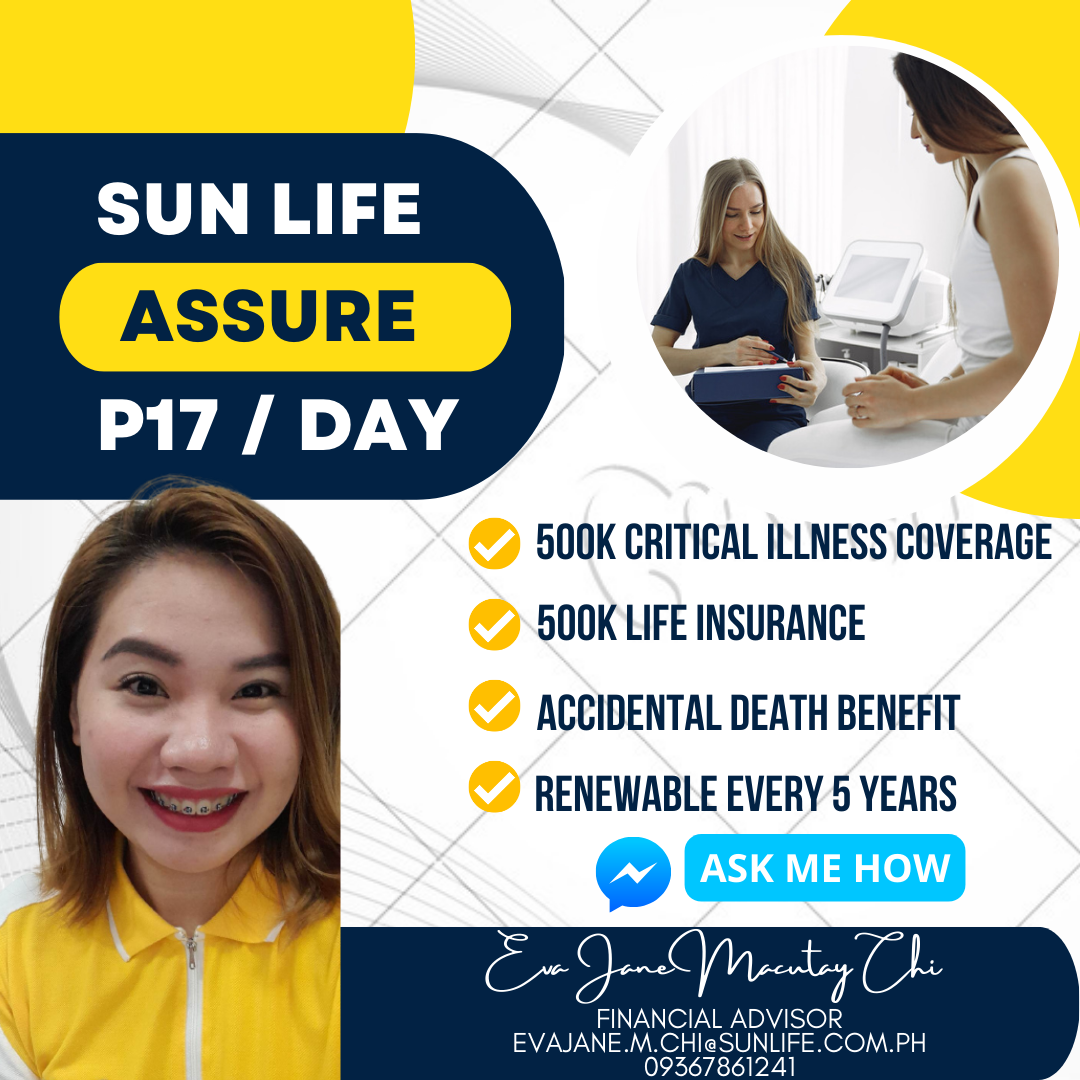 SUN LIFE
ASSURE
P17 / DAY
500K CRITICAL ILLNESS COVERAGE
500K LIFE INSURANCE
ACCIDENTAL DEATH BENEFIT
RENEWABLE EVERY 5 YEARS
ASK ME HOW
Eva Jane Macutay Chi
FINANCIAL ADVISOR
EVAJANE.M.CHI@SUNLIFE.COM.PH
09367861241